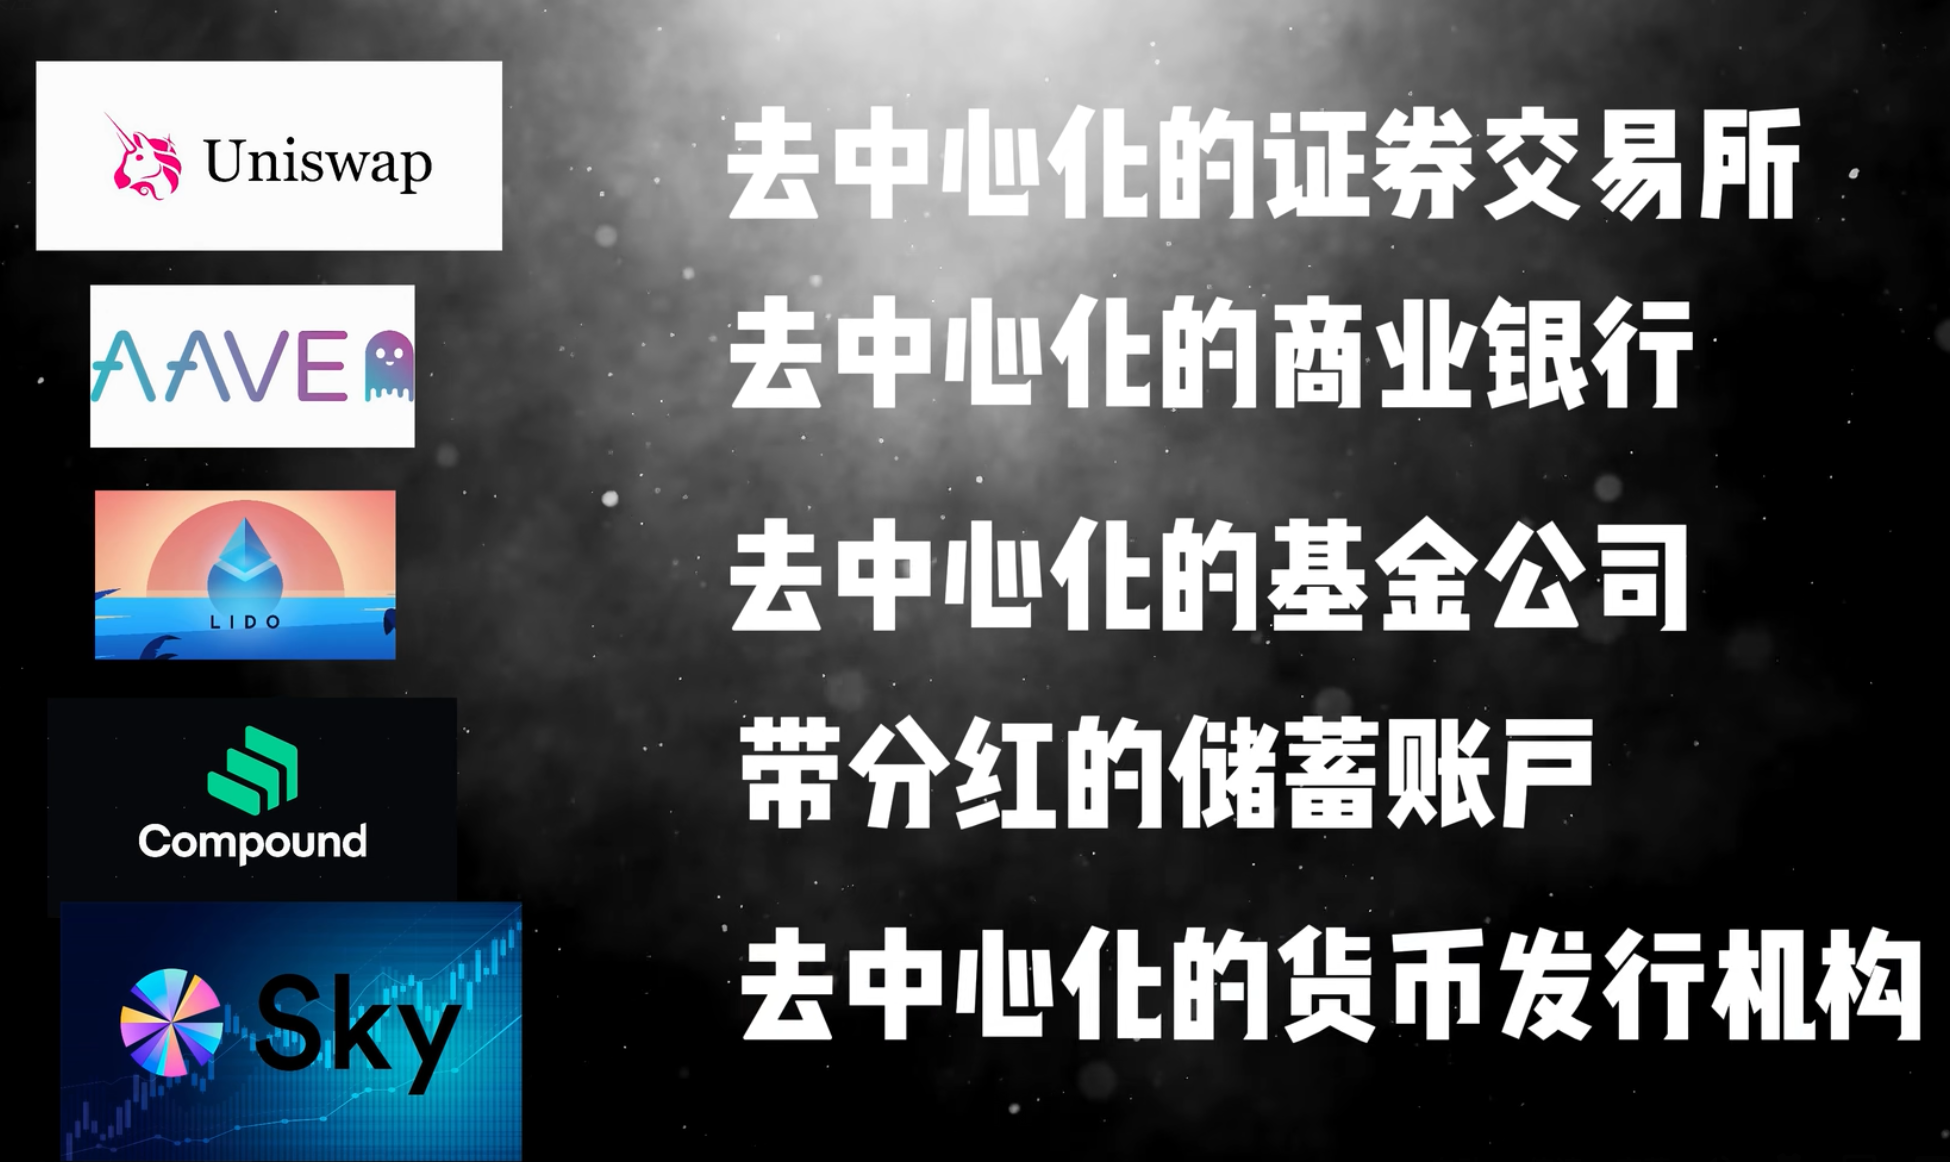 Uniswap
去中心化的证券交易所
AAVE
去中心化的商业银行
LIDO
去中心化的基金公司
Compound
带分红的储蓄账戸
Sky
去中心化的货币发行机构